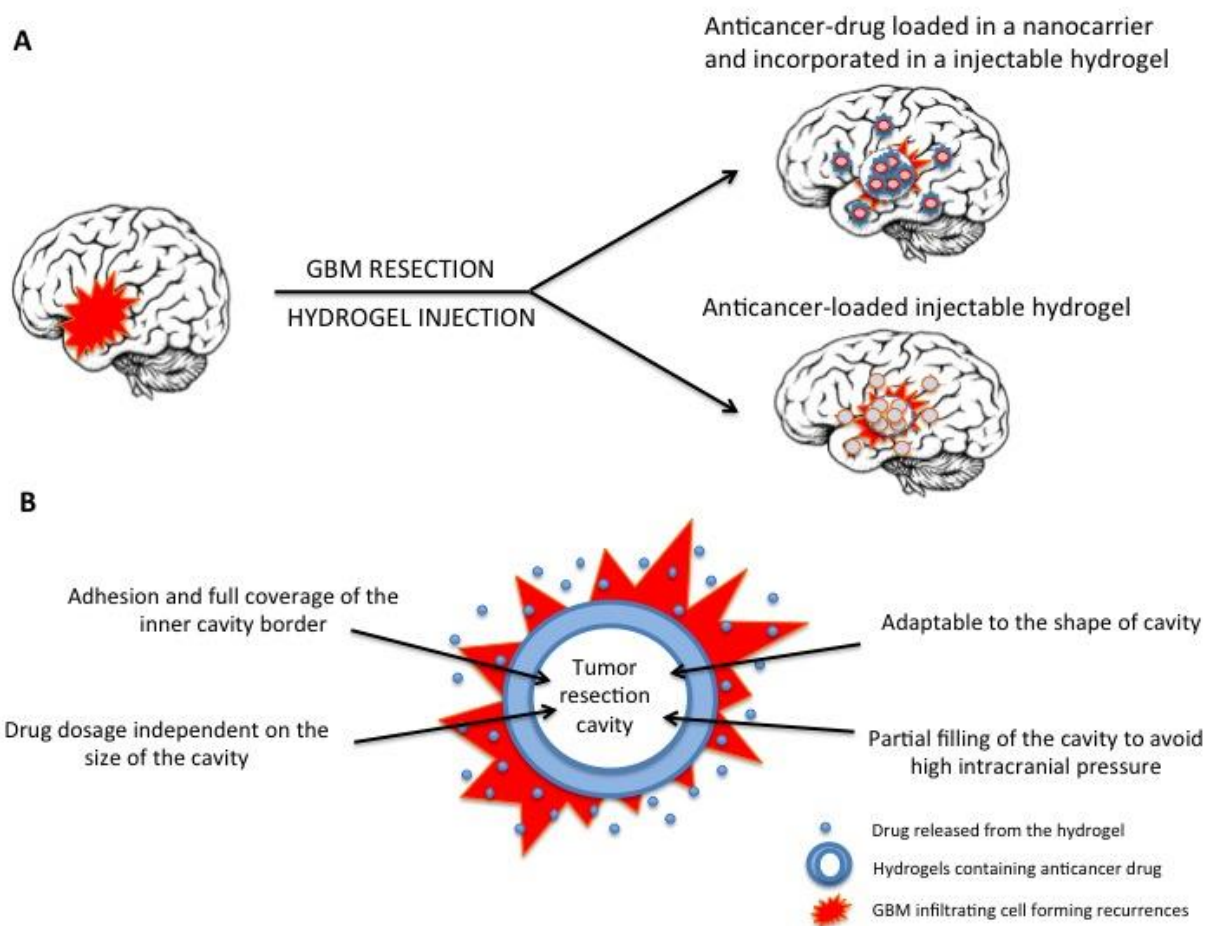 A
Anticancer-drug loaded in a nanocarrier
and incorporated in a injectable hydrogel
GBM RESECTION
HYDROGEL INJECTION
Anticancer-loaded injectable hydrogel
B
Adhesion and full coverage of the
inner cavity border
Drug dosage independent on the
size of the cavity
Tumor
resection
cavity
Adaptable to the shape of cavity
Partial filling of the cavity to avoid
high intracranial pressure
Drug released from the hydrogel
Hydrogels containing anticancer drug
GBM infiltrating cell forming recurrences